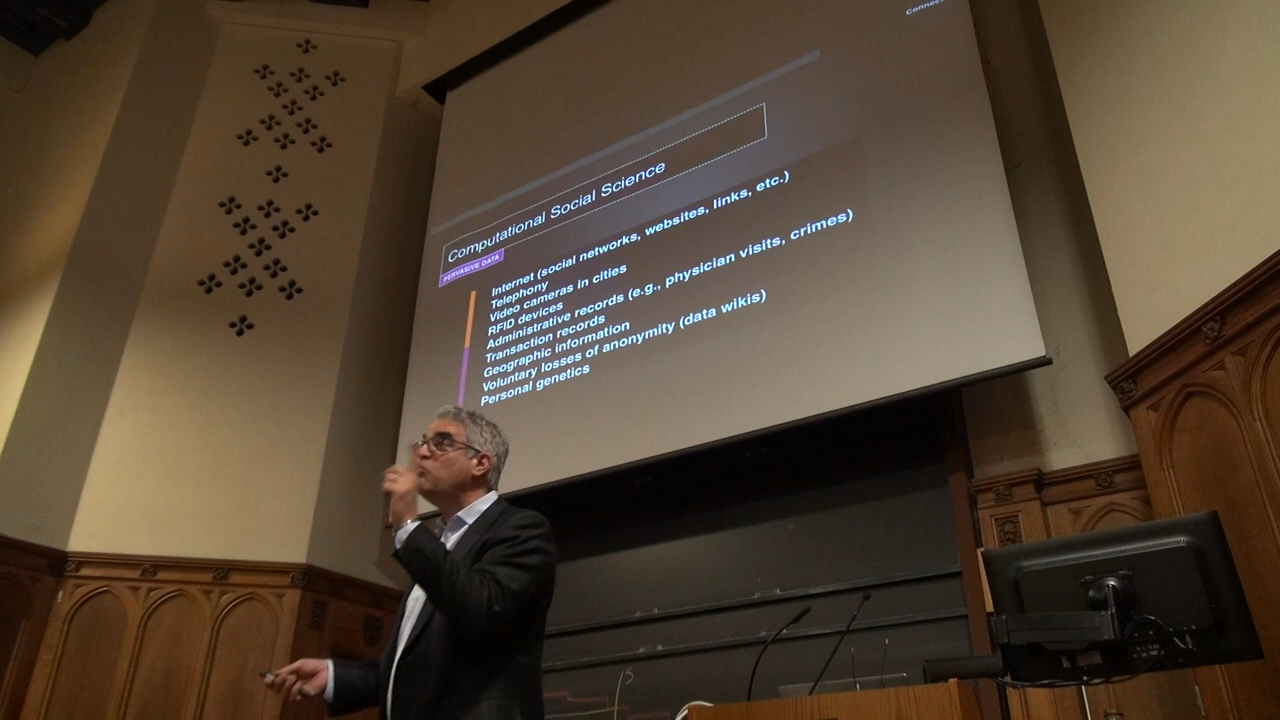 Computational Social Science
PERVASIVE DATA
Internet (social networks, websites, links, etc.)
Telephony
Video cameras in cities
RFID devices
Administrative records (e.g., physician visits, crimes)
Transaction records
Geographic information
Voluntary losses of anonymity (data wikis)
Personal genetics